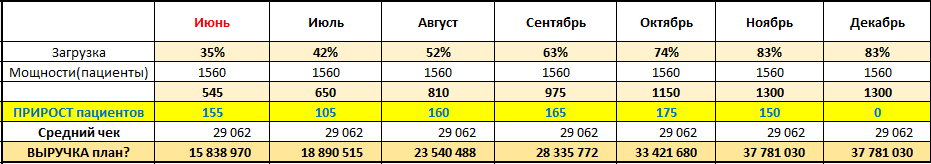 Июнь Июль Август Сентябрь Октябрь Ноябрь Декабрь
Загрузка 35% 42% 52% 63% 74% 83% 83%
Мощности(пациенты) 1560 1560 1560 1560 1560 1560 1560
545 650 810 975 1150 1300 1300
ПРИРОСТ пациентов 155 105 160 165 175 150 0
Средний чек 29 062 29 062 29 062 29 062 29 062 29 062 29 062
ВЫРУЧКА план? 15 838 970 18 890 515 23 540 488 28 335 772 33 421 680 37 781 030 37 781 030